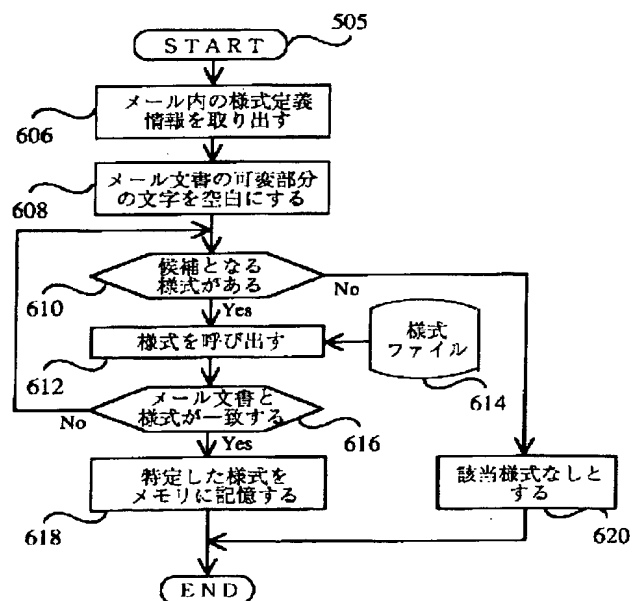 START
505
メール内の様式定義
情報を取り出す
606
メール文書の可変部分
の文字を空白にする
608
候補となる
様式がある
610
No
Yes
様式を呼び出す
612
様式
ファイル
614
メール文書と
様式が一致する
No
616
Yes
特定した様式を
メモリに記憶する
618
該当様式なしと
する
620
END